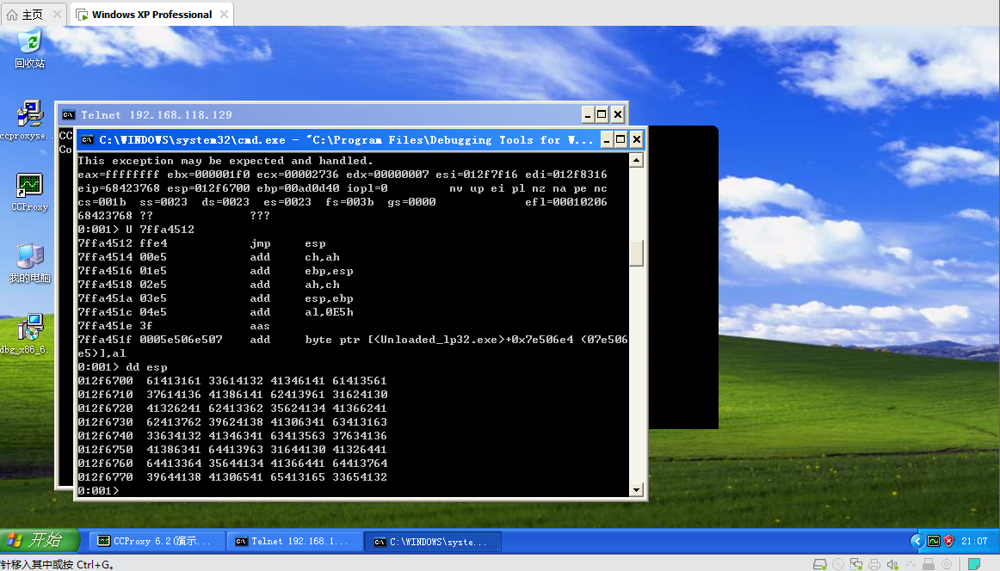 主页
Windows XP Professional
回收站
ccproxyse...
CCProxy
我的电脑
dbg_x86_6...
Telnet 192.168.118.129
CC
Co
C:\WINDOWS\system32\cmd.exe - "C:\Program Files\Debugging Tools for W...
This exception may be expected and handled.
eax=ffffffff ebx=000001f0 ecx=00002736 edx=00000007 esi=012f7f16 edi=012f8316
eip=68423768 esp=012f6700 ebp=00ad0d40 iopl=0         nv up ei pl nz na pe nc
cs=001b  ss=0023  ds=0023  es=0023  fs=003b  gs=0000             efl=00010206
68423768 ??              ???
0:001> U 7ffa4512
7ffa4512 ffe4            jmp     esp
7ffa4514 00e5            add     ch,ah
7ffa4516 01e5            add     ebp,esp
7ffa4518 02e5            add     ah,ch
7ffa451a 03e5            add     esp,ebp
7ffa451c 04e5            add     al,0E5h
7ffa451e 3f              aas
7ffa451f 0005e506e507    add     byte ptr [<Unloaded_lp32.exe>+0x7e506e4 (07e506
e5)],al
0:001> dd esp
012f6700  61413161 33614132 41346141 61413561
012f6710  37614136 41386141 62413961 31624130
012f6720  41326241 62413362 35624134 41366241
012f6730  62413762 39624138 41306341 63413163
012f6740  33634132 41346341 63413563 37634136
012f6750  41386341 64413963 31644130 41326441
012f6760  64413364 35644134 41366441 64413764
012f6770  39644138 41306541 65413165 33654132
0:001>
开始
CCProxy 6.2(演示...
Telnet 192.168.1...
C:\WINDOWS\syste...
21:07
针移入其中或按 Ctrl+G。